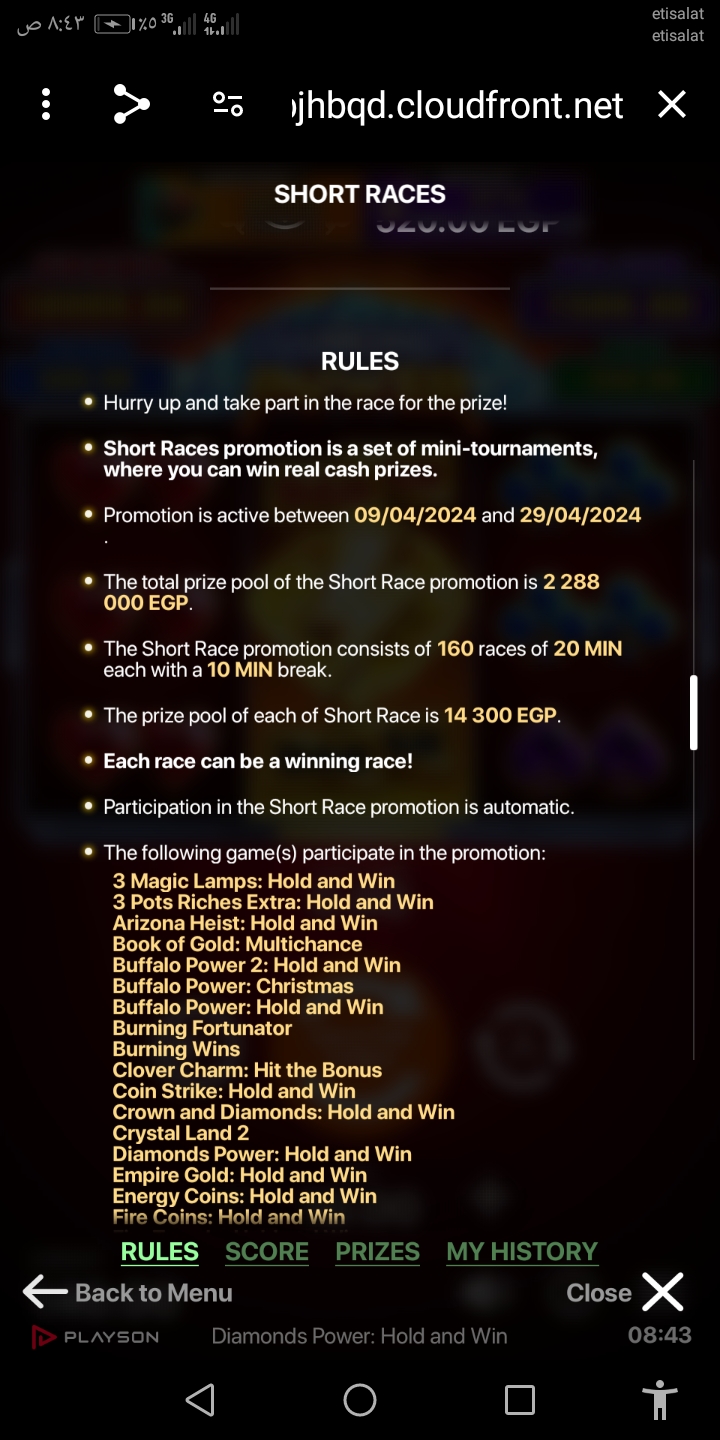 ص ٨:٤٣ ٪٥ 3G 4G
etisalat
etisalat
ojhbqd.cloudfront.net
SHORT RACES
520.00 EGP
RULES
Hurry up and take part in the race for the prize!
Short Races promotion is a set of mini-tournaments,
where you can win real cash prizes.
Promotion is active between 09/04/2024 and 29/04/2024
.
The total prize pool of the Short Race promotion is 2 288
000 EGP.
The Short Race promotion consists of 160 races of 20 MIN
each with a 10 MIN break.
The prize pool of each of Short Race is 14 300 EGP.
Each race can be a winning race!
Participation in the Short Race promotion is automatic.
The following game(s) participate in the promotion:
3 Magic Lamps: Hold and Win
3 Pots Riches Extra: Hold and Win
Arizona Heist: Hold and Win
Book of Gold: Multichance
Buffalo Power 2: Hold and Win
Buffalo Power: Christmas
Buffalo Power: Hold and Win
Burning Fortunator
Burning Wins
Clover Charm: Hit the Bonus
Coin Strike: Hold and Win
Crown and Diamonds: Hold and Win
Crystal Land 2
Diamonds Power: Hold and Win
Empire Gold: Hold and Win
Energy Coins: Hold and Win
Fire Coins: Hold and Win
RULES SCORE PRIZES MY HISTORY
Back to Menu Close
PLAYSON Diamonds Power: Hold and Win 08:43